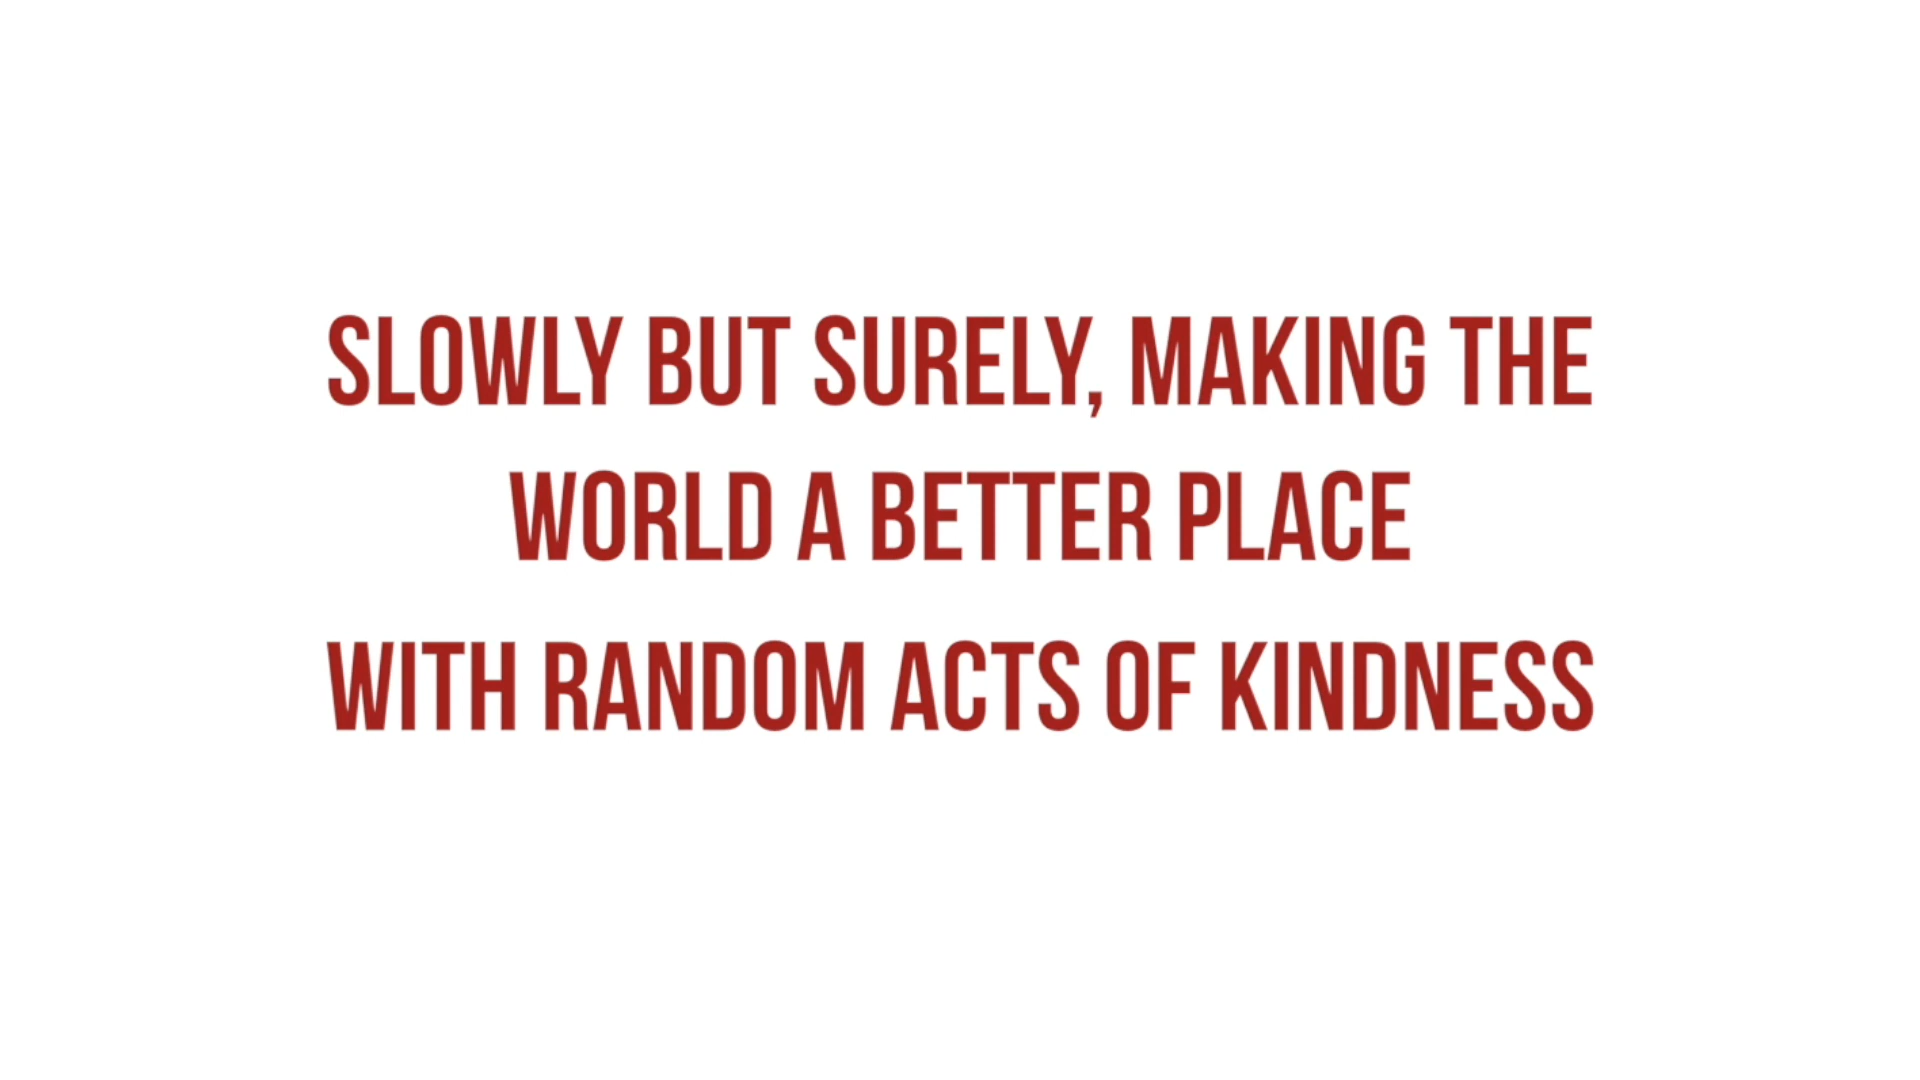 SLOWLY BUT SURELY, MAKING THE
WORLD A BETTER PLACE
WITH RANDOM ACTS OF KINDNESS